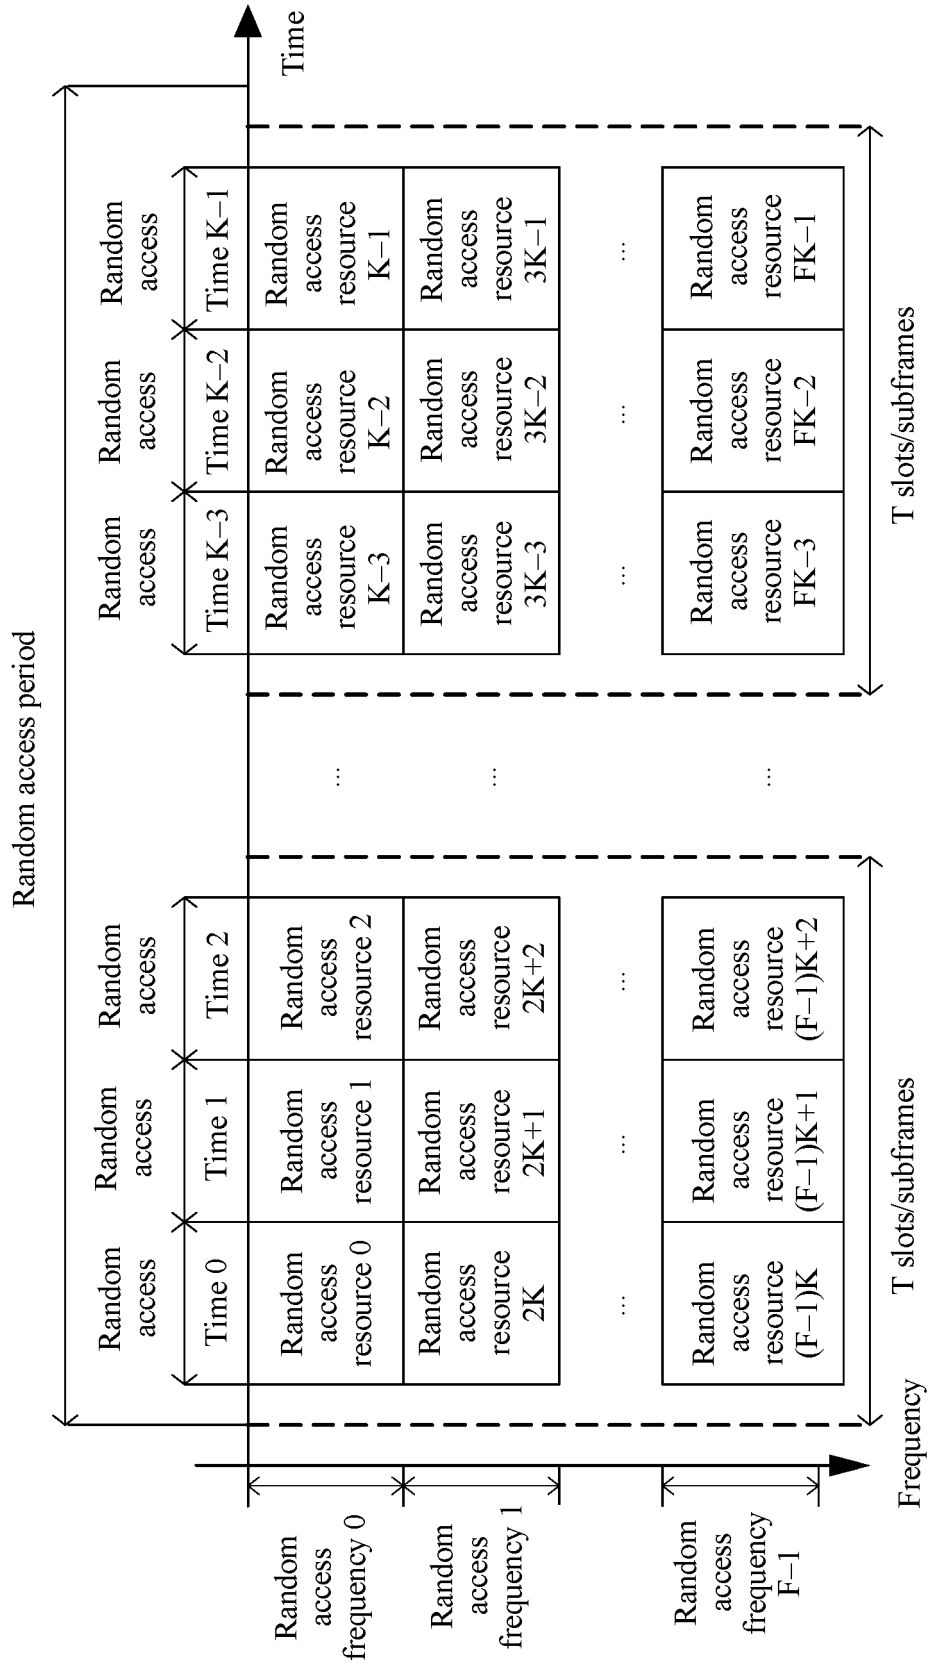 Random access period
Random
access
Random
access
Random
access
Random
access
Random
access
Random
access
Time 0
Time 1
Time 2
Time K–3
Time K–2
Time K–1
Time
Random
access
frequency 0
Random
access
resource 0
Random
access
resource 1
Random
access
resource 2
...
Random
access
resource
K–3
Random
access
resource
K–2
Random
access
resource
K–1
Random
access
frequency 1
Random
access
resource
2K
Random
access
resource
2K+1
Random
access
resource
2K+2
...
Random
access
resource
3K–3
Random
access
resource
3K–2
Random
access
resource
3K–1
...
...
...
...
...
...
Random
access
frequency
F–1
Random
access
resource
(F–1)K
Random
access
resource
(F–1)K+1
Random
access
resource
(F–1)K+2
...
Random
access
resource
FK–3
Random
access
resource
FK–2
Random
access
resource
FK–1
Frequency
T slots/subframes
T slots/subframes